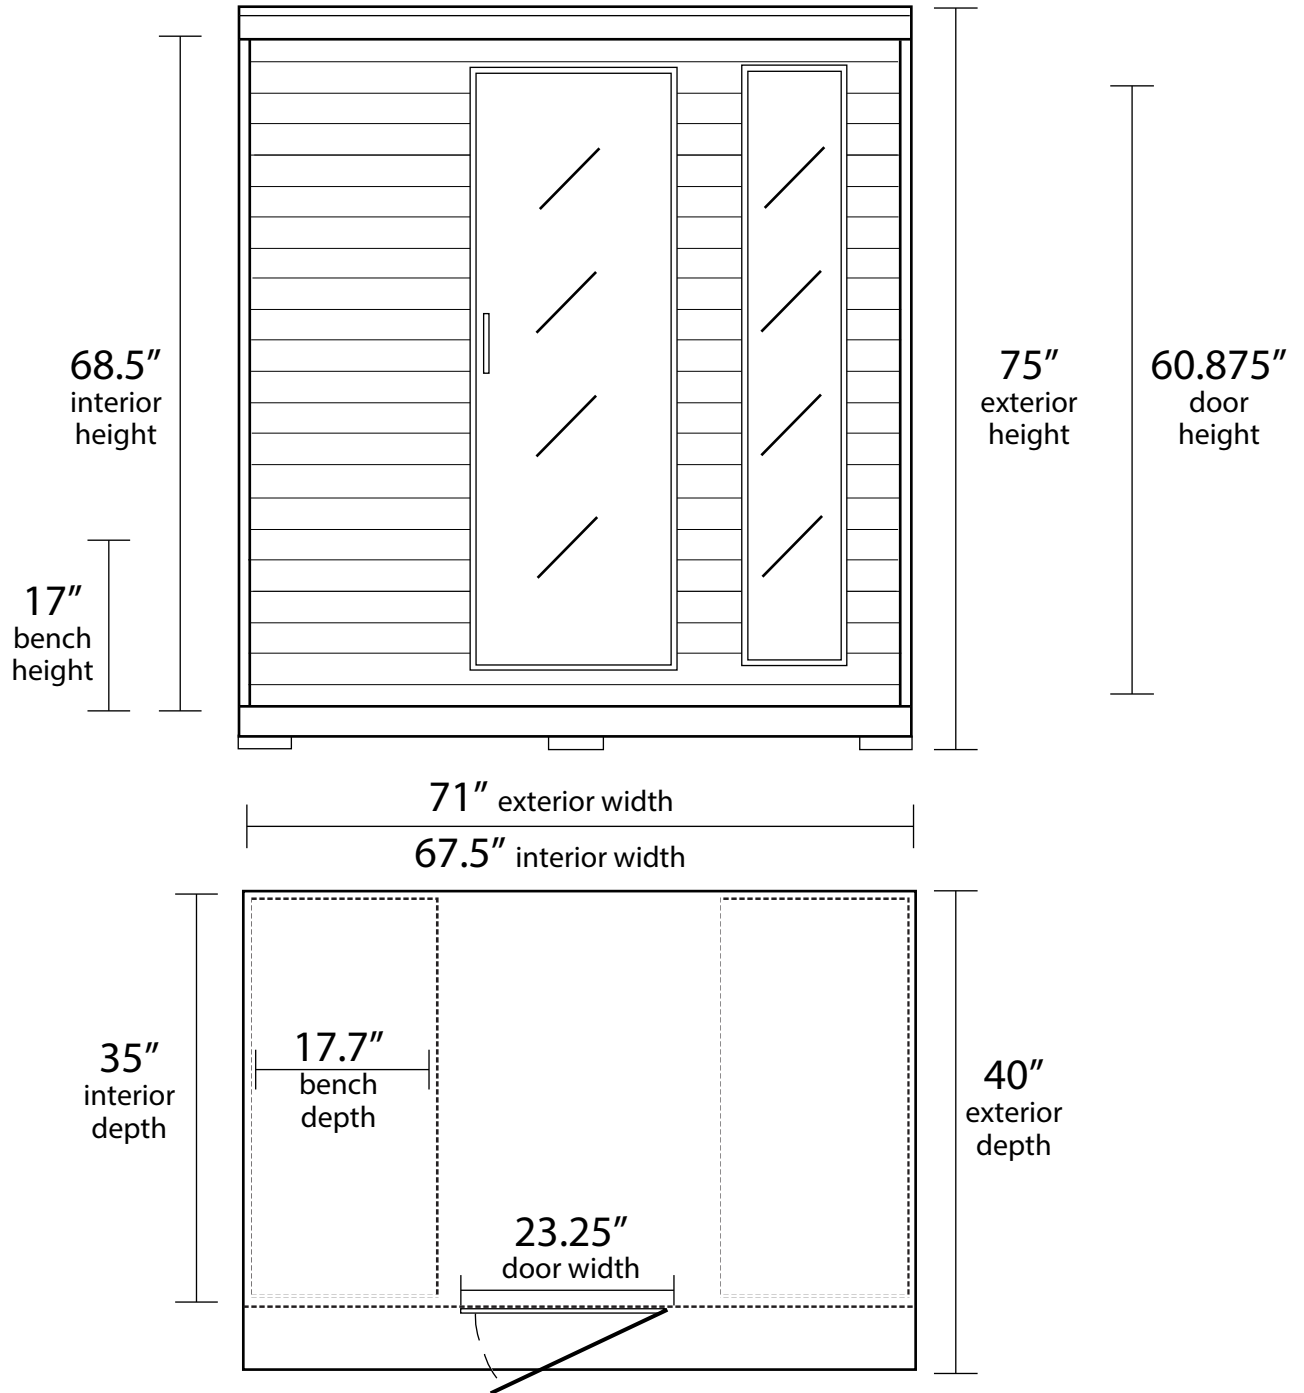 68.5”
interior
height
17”
bench
height
75”
exterior
height
60.875”
door
height
71” exterior width
67.5” interior width
35”
interior
depth
17.7”
bench
depth
40”
exterior
depth
23.25”
door width